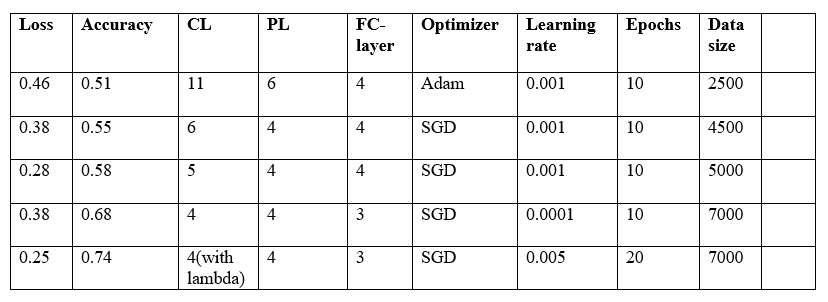 Loss Accuracy CL PL FC-layer Optimizer Learning rate Epochs Data size
0.46 0.51 11 6 4 Adam 0.001 10 2500
0.38 0.55 6 4 4 SGD 0.001 10 4500
0.28 0.58 5 4 4 SGD 0.001 10 5000
0.38 0.68 4 4 3 SGD 0.0001 10 7000
0.25 0.74 4(with lambda) 4 3 SGD 0.005 20 7000